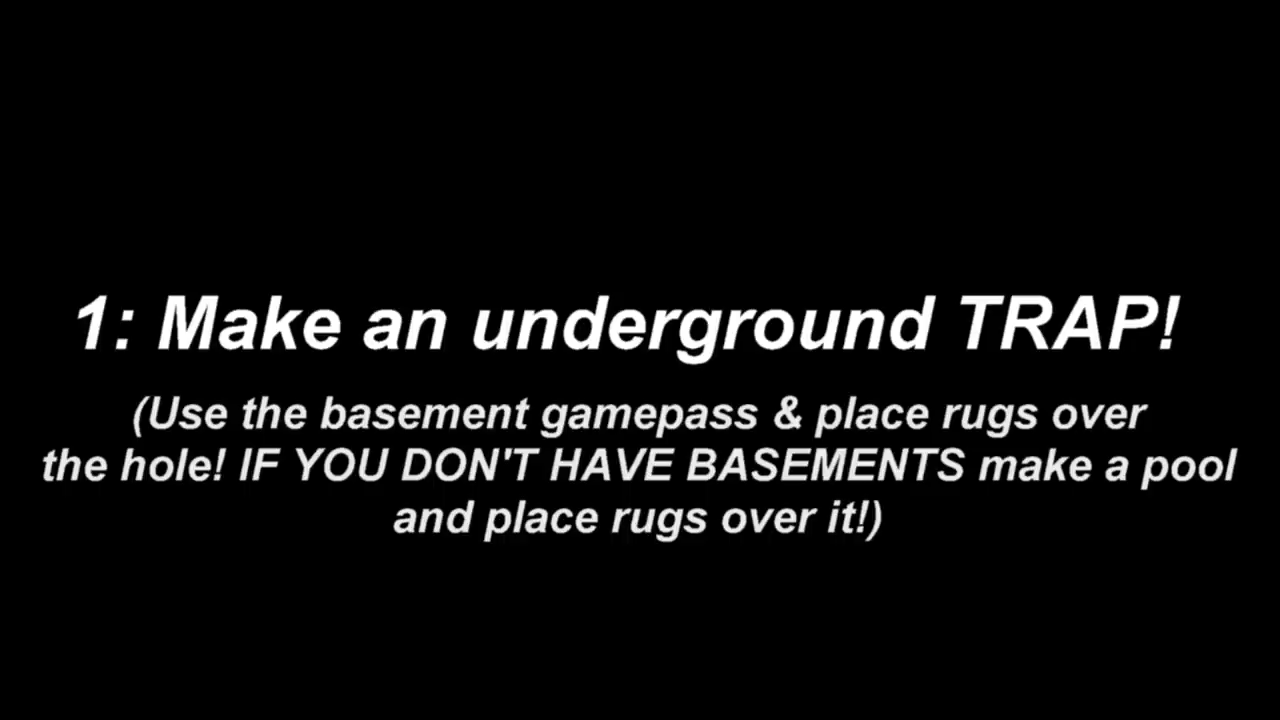 1: Make an underground TRAP!
(Use the basement gamepass & place rugs over
the hole! IF YOU DON'T HAVE BASEMENTS make a pool
and place rugs over it!)